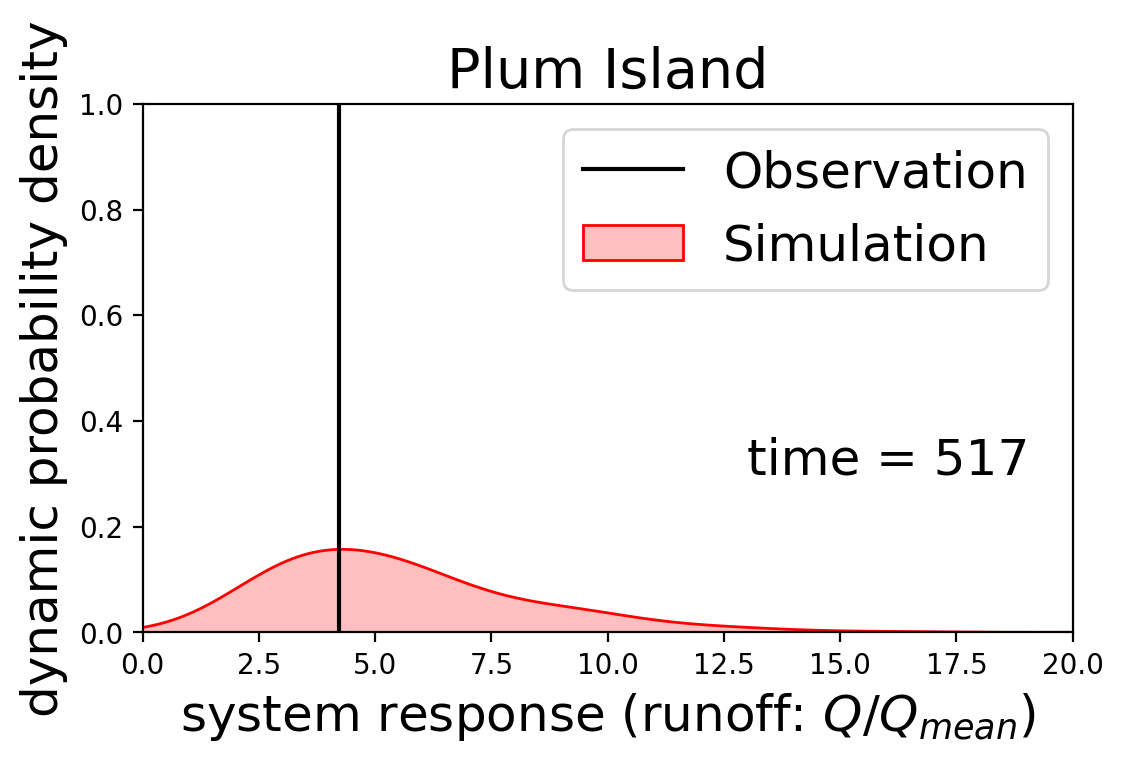 Plum Island
dynamic probability density
1.0
0.8
0.6
0.4
0.2
0.0
Observation
Simulation
time = 517
0.0 2.5 5.0 7.5 10.0 12.5 15.0 17.5 20.0
system response (runoff: Q/Qmean)